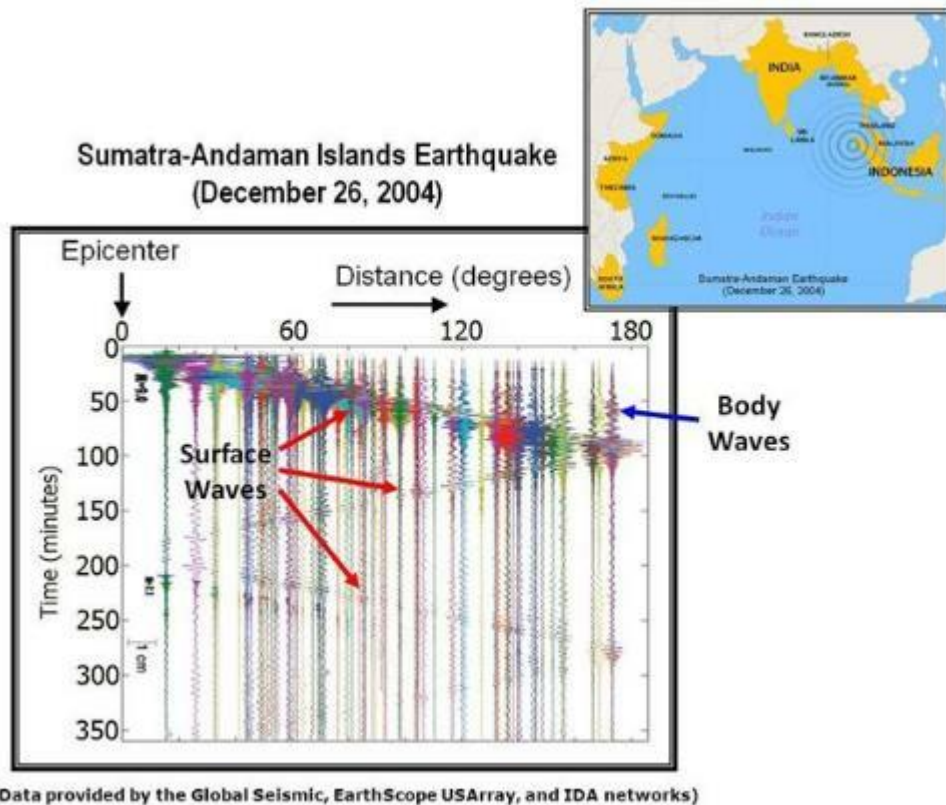 Sumatra-Andaman Islands Earthquake
(December 26, 2004)
BANGLADESH
INDIA
THAILAND
SRI
LANKA
MALAYSIA
INDONESIA
SOMALIA
KENYA
TANZANIA
MADAGASCAR
SOUTH
AFRICA
Indian
Ocean
Sumatra-Andaman Earthquake
(December 26, 2004)
Epicenter
Distance (degrees)
0 60 120 180
Time (minutes)
0
50
100
150
200
250
300
350
1 cm
Surface
Waves
Body
Waves
Data provided by the Global Seismic, EarthScope USArray, and IDA networks)